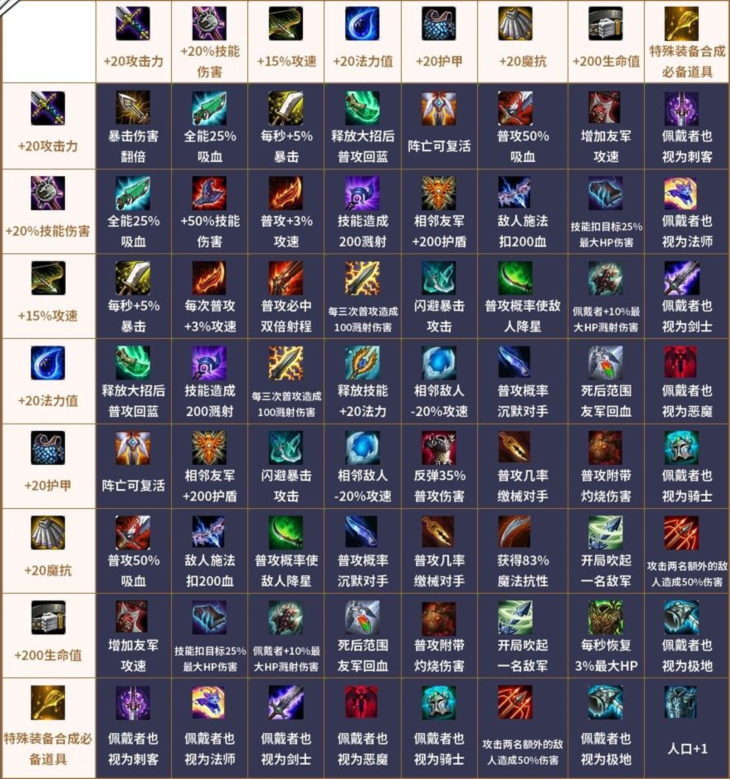 +20攻击力
+20%技能
伤害
+15%攻速
+20法力值
+20护甲
+20魔抗
+200生命值
特殊装备合成
必备道具
+20攻击力
暴击伤害
翻倍
全能25%
吸血
每秒+5%
暴击
释放大招后
普攻回蓝
阵亡可复活
普攻50%
吸血
增加友军
攻速
佩戴者也
视为刺客
+20%技能伤害
全能25%
吸血
+50%技能
伤害
普攻+3%
攻速
技能造成
200溅射
相邻友军
+200护盾
敌人施法
扣200血
技能扣目标25%
最大HP伤害
佩戴者也
视为法师
+15%攻速
每秒+5%
暴击
每次普攻
+3%攻速
普攻必中
双倍射程
每三次普攻造成
100溅射伤害
闪避暴击
攻击
普攻概率使敌
人降星
佩戴者+10%最
大HP溅射伤害
佩戴者也
视为剑士
+20法力值
释放大招后
普攻回蓝
技能造成
200溅射
每三次普攻造成
100溅射伤害
释放技能
+20法力
相邻敌人
-20%攻速
普攻概率
沉默对手
死后范围
友军回血
佩戴者也
视为恶魔
+20护甲
阵亡可复活
相邻友军
+200护盾
闪避暴击
攻击
相邻敌人
-20%攻速
反弹35%
普攻伤害
普攻几率
缴械对手
普攻附带
灼烧伤害
佩戴者也
视为骑士
+20魔抗
普攻50%
吸血
敌人施法
扣200血
普攻概率使
敌人降星
普攻概率
沉默对手
普攻几率
缴械对手
获得83%
魔法抗性
开局吹起
一名敌军
攻击两名额外的敌
人造成50%伤害
+200生命值
增加友军
攻速
技能扣目标25%
最大HP伤害
佩戴者+10%最
大HP溅射伤害
死后范围
友军回血
普攻附带
灼烧伤害
开局吹起
一名敌军
每秒恢复
3%最大HP
佩戴者也
视为极地
特殊装备合成必
备道具
佩戴者也
视为刺客
佩戴者也
视为法师
佩戴者也
视为剑士
佩戴者也
视为恶魔
佩戴者也
视为骑士
攻击两名额外的敌
人造成50%伤害
佩戴者也
视为极地
人口+1